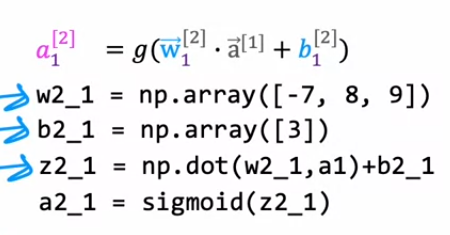 a₁^[2] = g(w⃗₁^[2] · a⃗^[1] + b₁^[2])
w2_1 = np.array([-7, 8, 9])
b2_1 = np.array([3])
z2_1 = np.dot(w2_1,a1)+b2_1
a2_1 = sigmoid(z2_1)